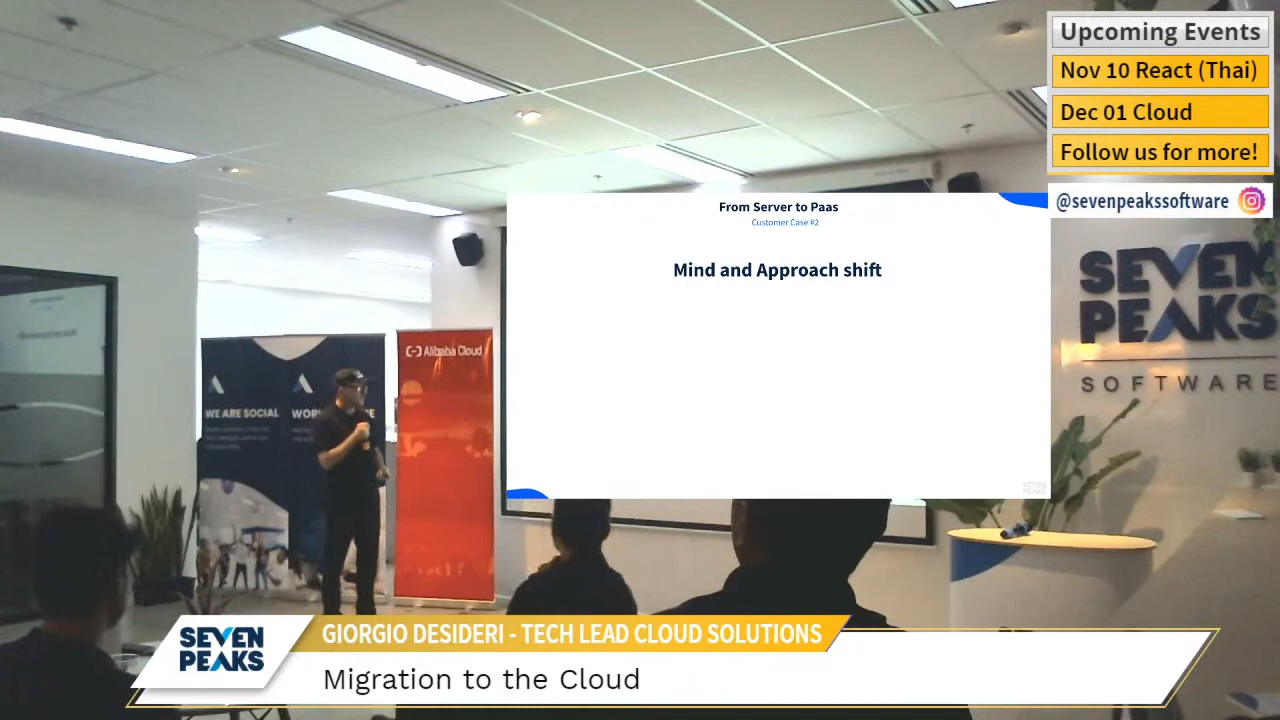 Upcoming Events
Nov 10 React (Thai)
Dec 01 Cloud
Follow us for more!
@sevenpeakssoftware
From Server to Paas
Customer Case #2
Mind and Approach shift
SEVEN
PEAKS
SEVEN
PEAKS
SOFTWARE
Alibaba Cloud
WE ARE SOCIAL
GIORGIO DESIDERI - TECH LEAD CLOUD SOLUTIONS
SEVEN
PEAKS
Migration to the Cloud